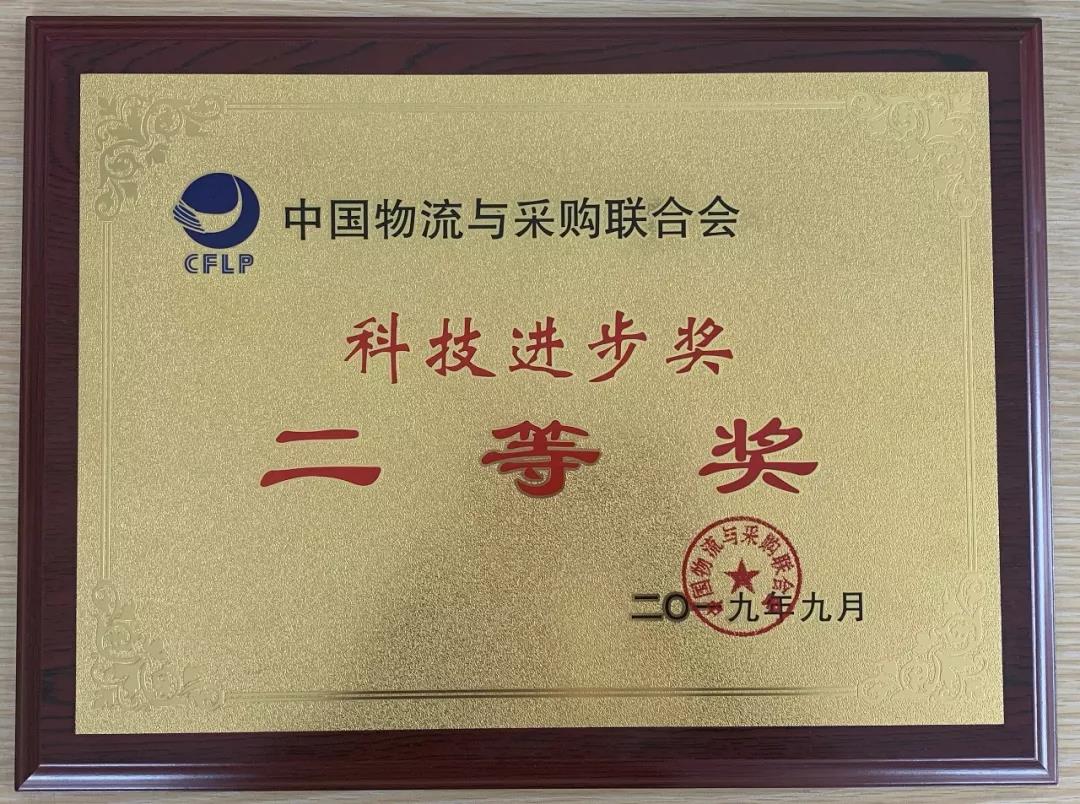 中国物流与采购联合会
CFLP
科技进步奖
二等奖
二〇一九年九月
中国物流与采购联合会